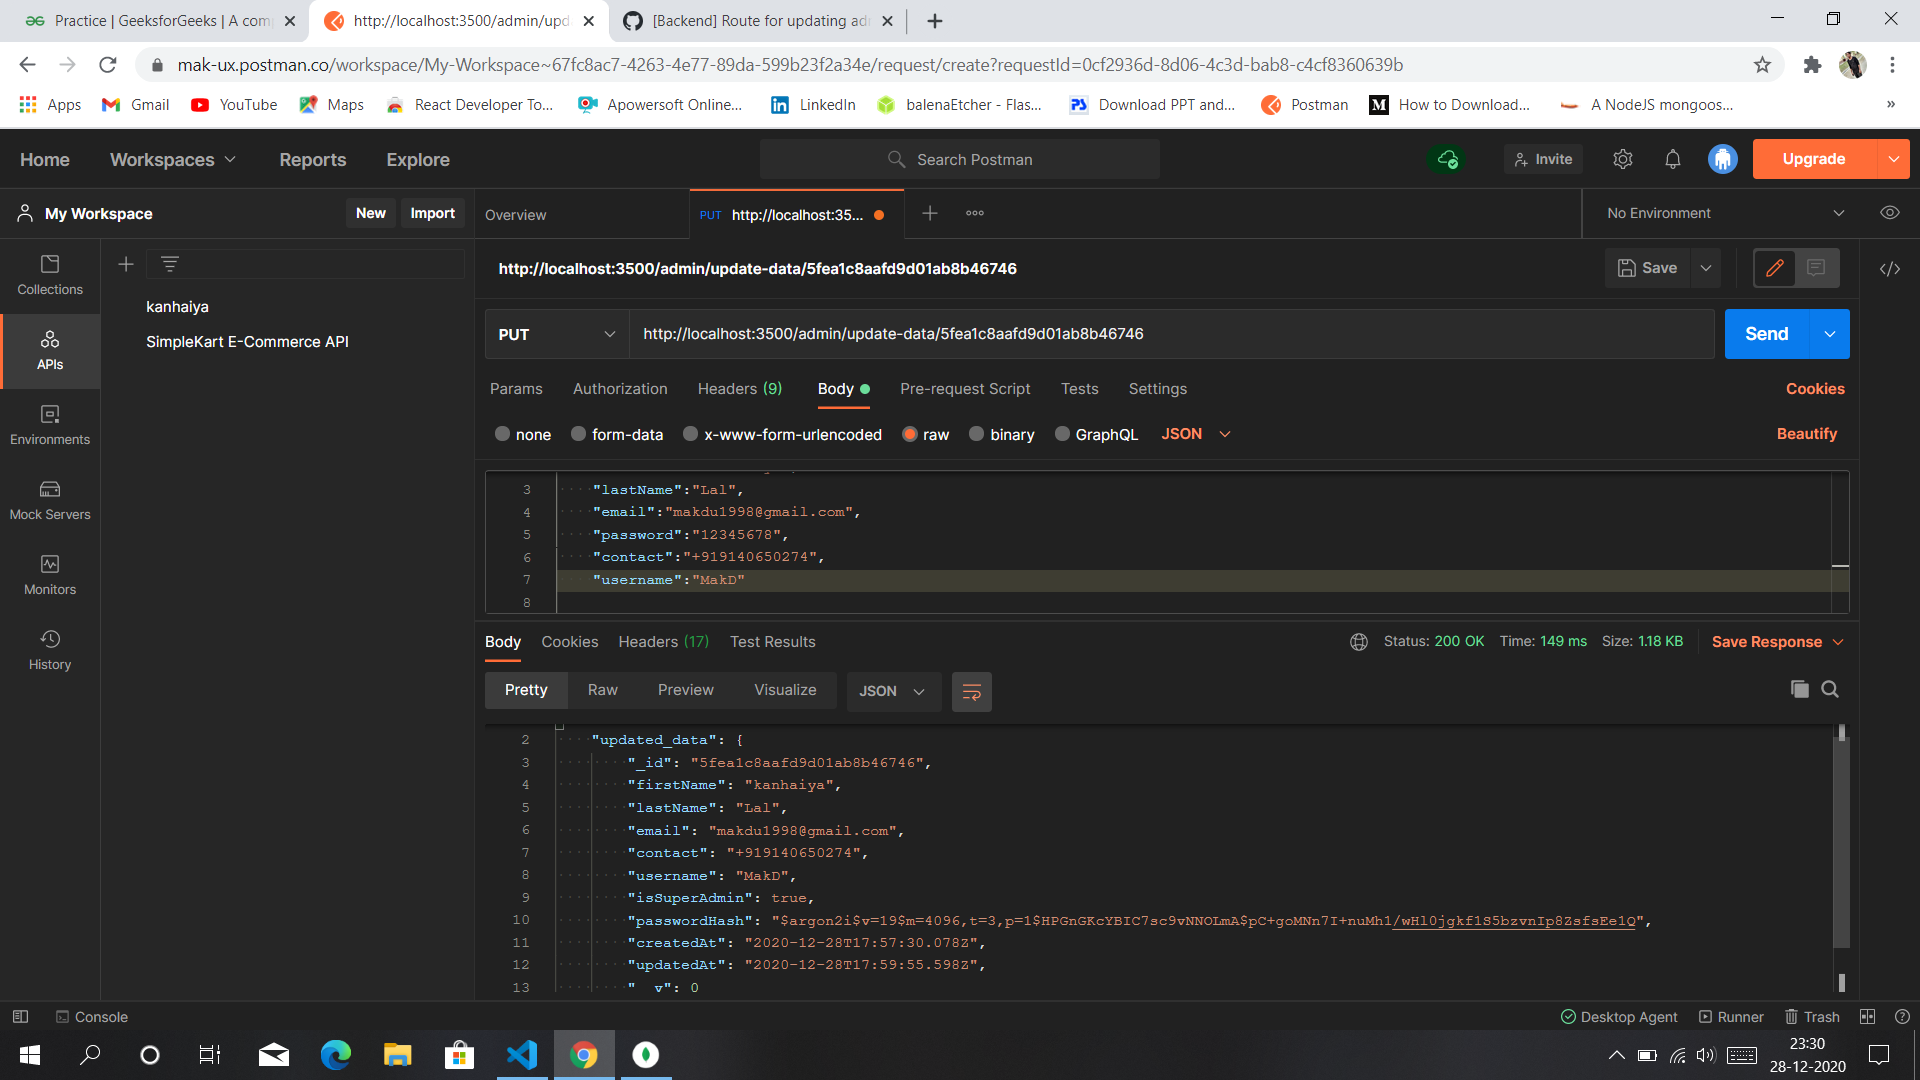 Practice | GeeksforGeeks | A com
http://localhost:3500/admin/upd
[Backend] Route for updating ad
mak-ux.postman.co/workspace/My-Workspace~67fc8ac7-4263-4e77-89da-599b23f2a34e/request/create?requestId=0cf2936d-8d06-4c3d-bab8-c4cf8360639b
Apps
Gmail
YouTube
Maps
React Developer To...
Apowersoft Online...
LinkedIn
balenaEtcher - Flas...
Download PPT and...
Postman
How to Download...
A NodeJS mongoos...
»
Home
Workspaces
Reports
Explore
Search Postman
Invite
Upgrade
My Workspace
New
Import
Overview
PUT http://localhost:35...
No Environment
Collections
APIs
Environments
Mock Servers
Monitors
History
kanhaiya
SimpleKart E-Commerce API
http://localhost:3500/admin/update-data/5fea1c8aafd9d01ab8b46746
Save
PUT
http://localhost:3500/admin/update-data/5fea1c8aafd9d01ab8b46746
Send
Params
Authorization
Headers (9)
Body
Pre-request Script
Tests
Settings
Cookies
none
form-data
x-www-form-urlencoded
raw
binary
GraphQL
JSON
Beautify
3 "lastName":"Lal",
4 "email":"makdu1998@gmail.com",
5 "password":"12345678",
6 "contact":"+919140650274",
7 "username":"MakD"
8
Body
Cookies
Headers (17)
Test Results
Status: 200 OK
Time: 149 ms
Size: 1.18 KB
Save Response
Pretty
Raw
Preview
Visualize
JSON
2 "updated_data": {
3 "_id": "5fea1c8aafd9d01ab8b46746",
4 "firstName": "kanhaiya",
5 "lastName": "Lal",
6 "email": "makdu1998@gmail.com",
7 "contact": "+919140650274",
8 "username": "MakD",
9 "isSuperAdmin": true,
10 "passwordHash": "$argon2i$v=19$m=4096,t=3,p=1$HPGnGKcYBIC7sc9vNNOLmA$pC+goMNn7I+nuMh1/wHl0jgkf1S5bzvnIp8ZsfsEe1Q",
11 "createdAt": "2020-12-28T17:57:30.078Z",
12 "updatedAt": "2020-12-28T17:59:55.598Z",
13 "__v": 0
Console
Desktop Agent
Runner
Trash
23:30
28-12-2020